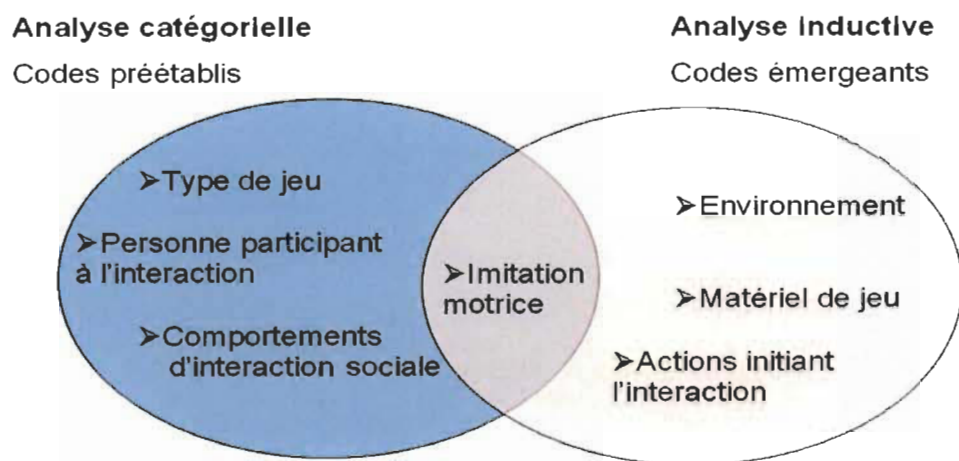 Analyse catégorielle
Codes préétablis
Analyse inductive
Codes émergeants
➢Type de jeu
➢Personne participant
à l'interaction
➢Comportements
d'interaction sociale
➢Imitation
motrice
➢Environnement
➢Matériel de jeu
➢Actions initiant
l'interaction